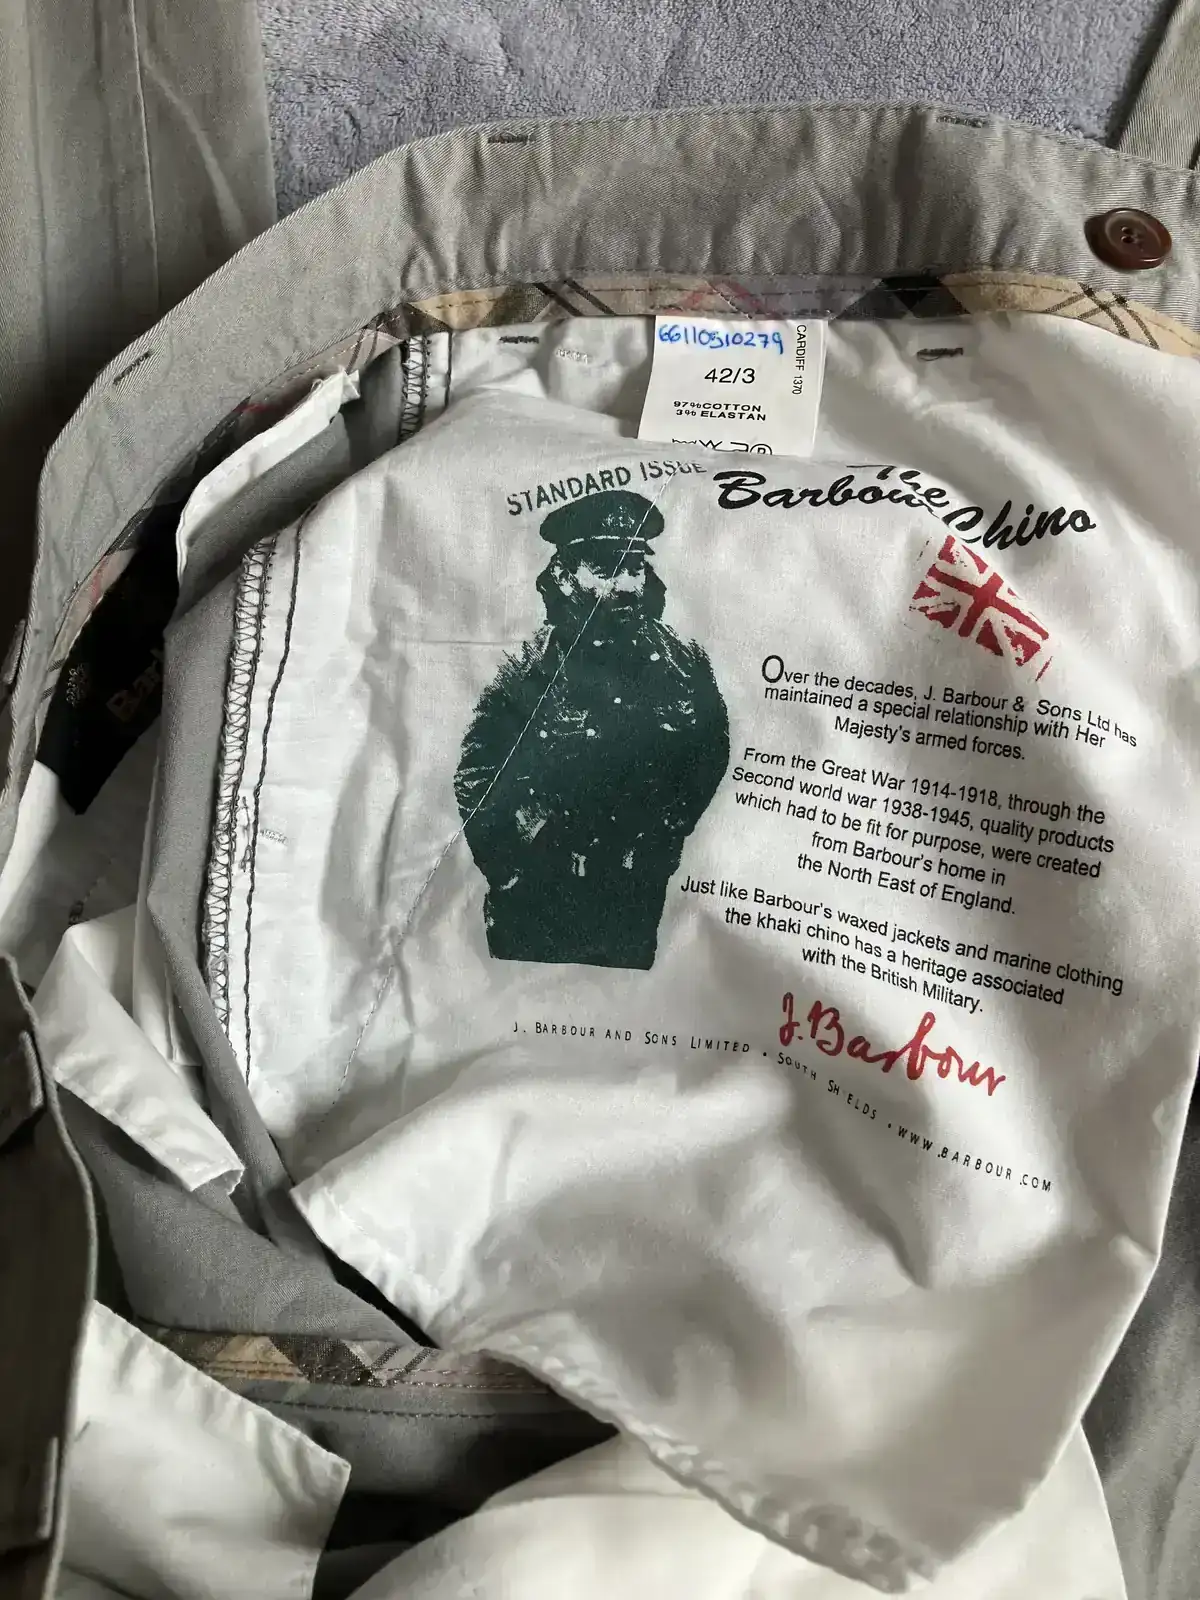 66110510279
42/3
CARDIFF 1370
97%COTTON
3% ELASTAN
STANDARD ISSUE
The
Barbour
Chino
Over the decades, J. Barbour & Sons Ltd has
maintained a special relationship with Her
Majesty's armed forces.
From the Great War 1914-1918, through the
Second world war 1938-1945, quality products
which had to be fit for purpose, were created
from Barbour's home in
the North East of England.
Just like Barbour's waxed jackets and marine clothing
the khaki chino has a heritage associated
with the British Military.
J. Barbour
J. BARBOUR AND SONS LIMITED • SOUTH SHIELDS • WWW.BARBOUR.COM